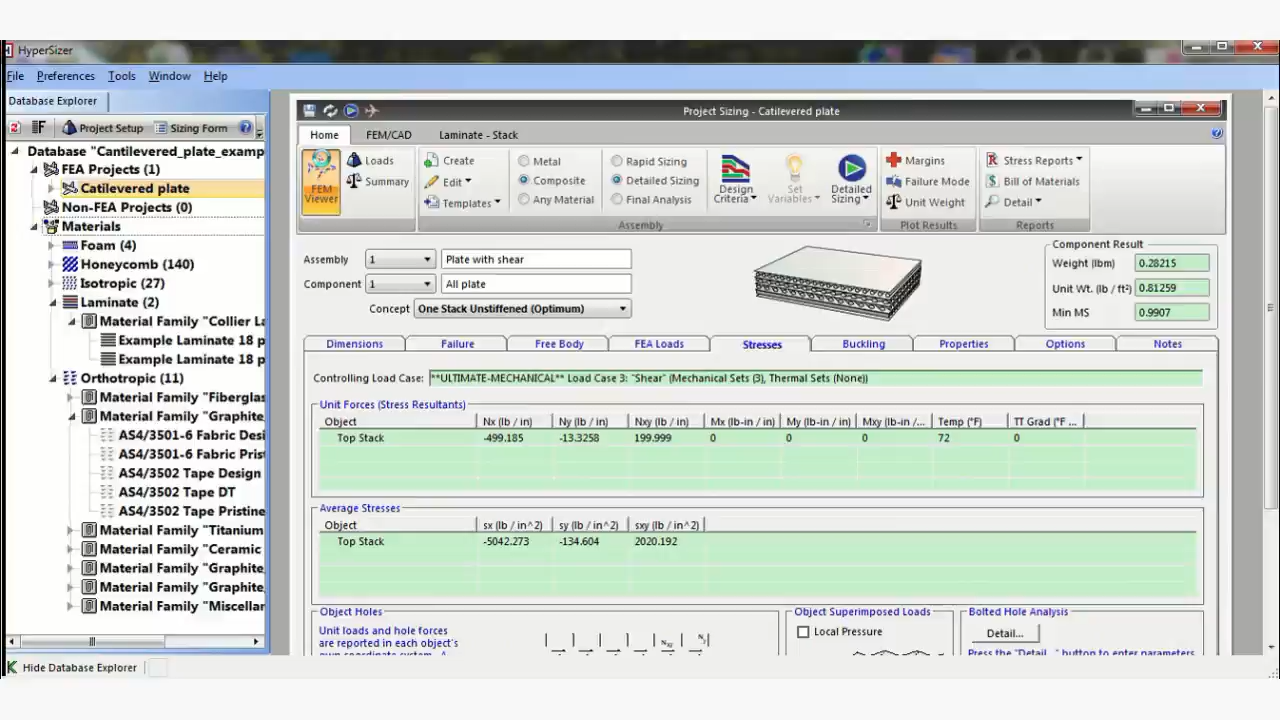 HyperSizer
File Preferences Tools Window Help
Database Explorer
Project Setup Sizing Form
Database "Cantilevered_plate_examp
FEA Projects (1)
Catilevered plate
Non-FEA Projects (0)
Materials
Foam (4)
Honeycomb (140)
Isotropic (27)
Laminate (2)
Material Family "Collier La
Example Laminate 18 p
Example Laminate 18 p
Orthotropic (11)
Material Family "Fiberglas
Material Family "Graphite,
AS4/3501-6 Fabric Desi
AS4/3501-6 Fabric Prist
AS4/3502 Tape Design
AS4/3502 Tape DT
AS4/3502 Tape Pristine
Material Family "Titanium
Material Family "Ceramic
Material Family "Graphite,
Material Family "Graphite,
Material Family "Miscellar
Hide Database Explorer
Project Sizing - Catilevered plate
Home FEM/CAD Laminate - Stack
FEM Viewer
Loads
Summary
Create
Edit
Templates
Metal
Composite
Any Material
Rapid Sizing
Detailed Sizing
Final Analysis
Design Criteria
Set Variables
Detailed Sizing
Assembly
Margins
Failure Mode
Unit Weight
Plot Results
Stress Reports
Bill of Materials
Detail
Reports
Assembly 1 Plate with shear
Component 1 All plate
Concept One Stack Unstiffened (Optimum)
Component Result
Weight (lbm) 0.28215
Unit Wt. (lb / ft²) 0.81259
Min MS 0.9907
Dimensions Failure Free Body FEA Loads Stresses Buckling Properties Options Notes
Controlling Load Case: **ULTIMATE-MECHANICAL** Load Case 3: "Shear" (Mechanical Sets (3), Thermal Sets (None))
Unit Forces (Stress Resultants)
Object Nx (lb / in) Ny (lb / in) Nxy (lb / in) Mx (lb-in / in) My (lb-in / in) Mxy (lb-in /... Temp (°F) TT Grad (°F ...
Top Stack -499.185 -13.3258 199.999 0 0 0 72 0
Average Stresses
Object sx (lb / in^2) sy (lb / in^2) sxy (lb / in^2)
Top Stack -5042.273 -134.604 2020.192
Object Holes
Unit loads and hole forces
are reported in each object's
Object Superimposed Loads
Local Pressure
Bolted Hole Analysis
Detail...
Press the "Detail..." button to enter parameters